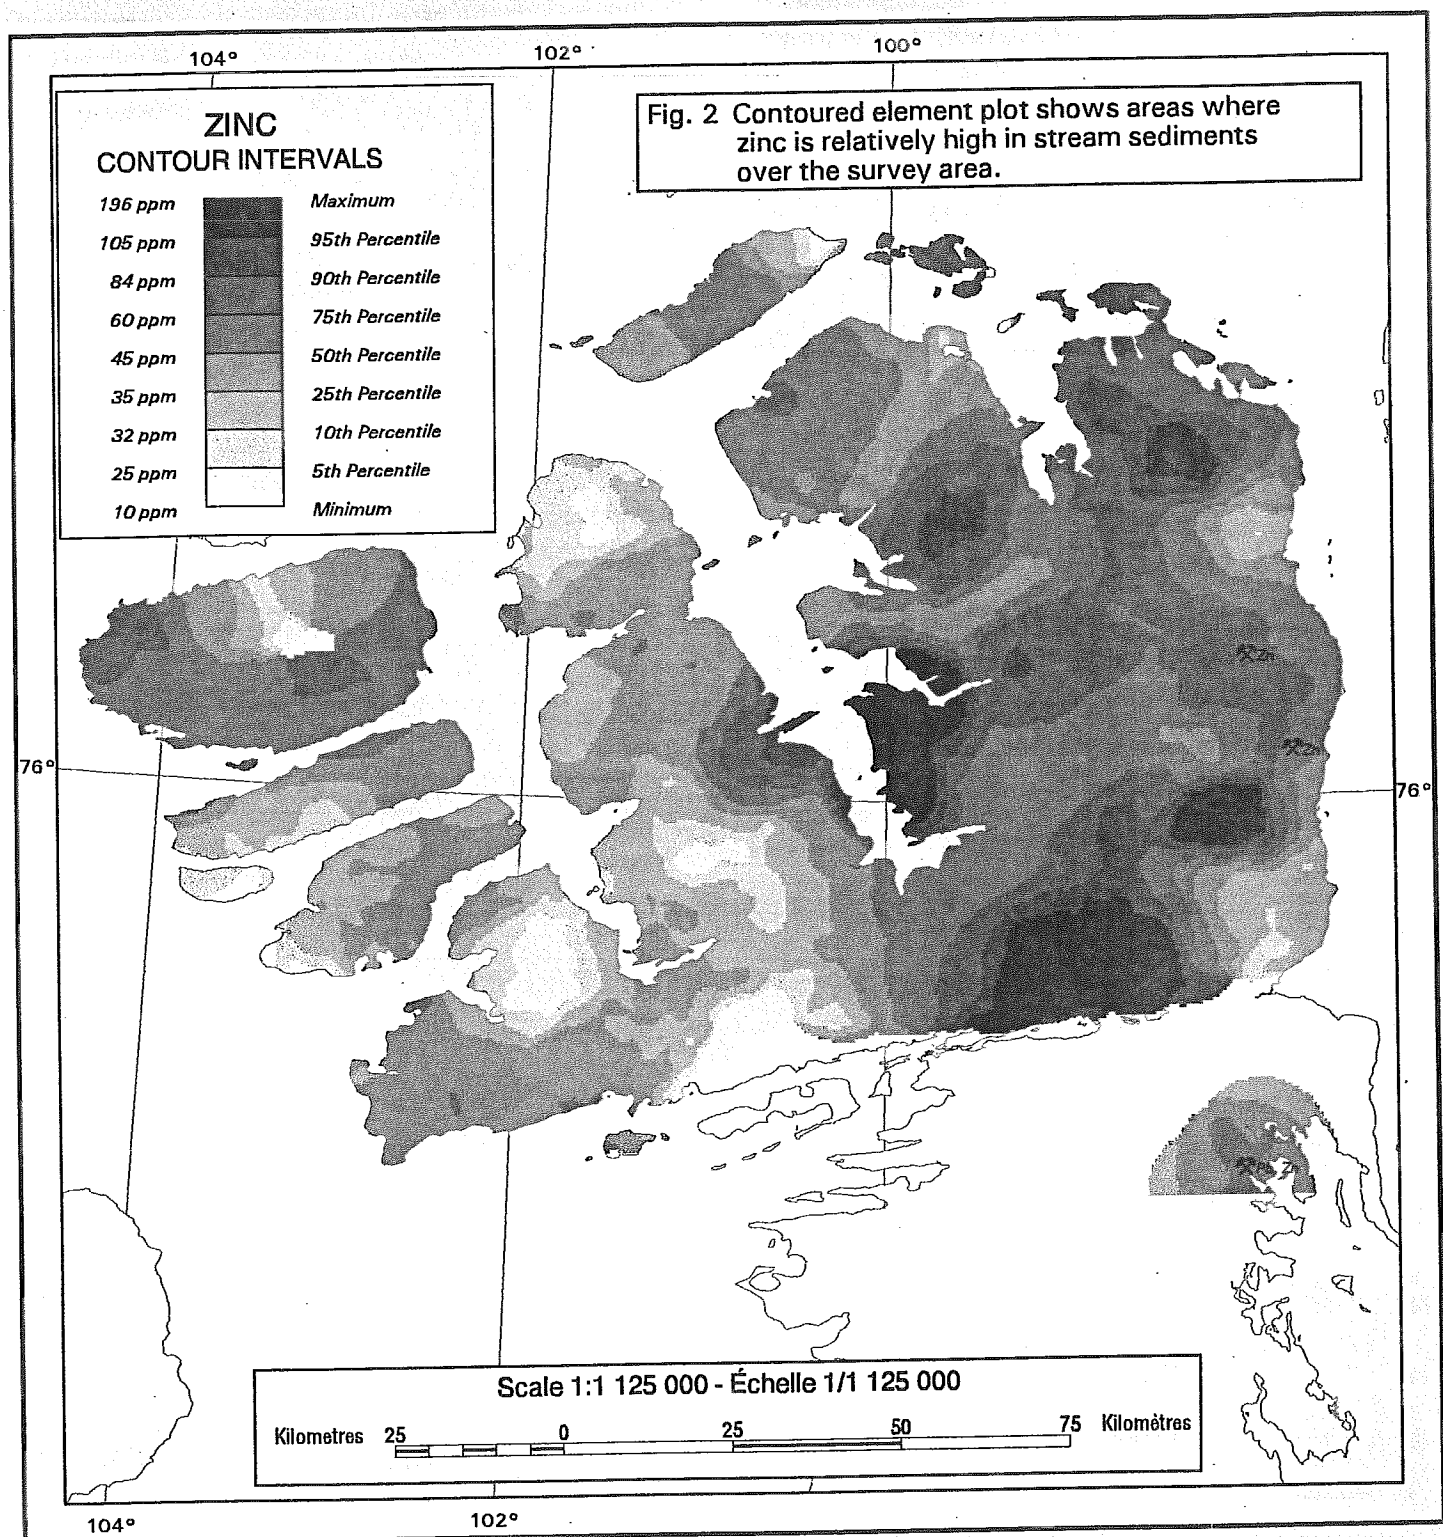 104°
102°
100°
ZINC
CONTOUR INTERVALS
196 ppm Maximum
105 ppm 95th Percentile
84 ppm 90th Percentile
60 ppm 75th Percentile
45 ppm 50th Percentile
35 ppm 25th Percentile
32 ppm 10th Percentile
25 ppm 5th Percentile
10 ppm Minimum
Fig. 2 Contoured element plot shows areas where
zinc is relatively high in stream sediments
over the survey area.
Zn
Zn
76°
76°
Zn
Scale 1:1 125 000 - Échelle 1/1 125 000
Kilometres 25 0 25 50 75 Kilomètres
104°
102°